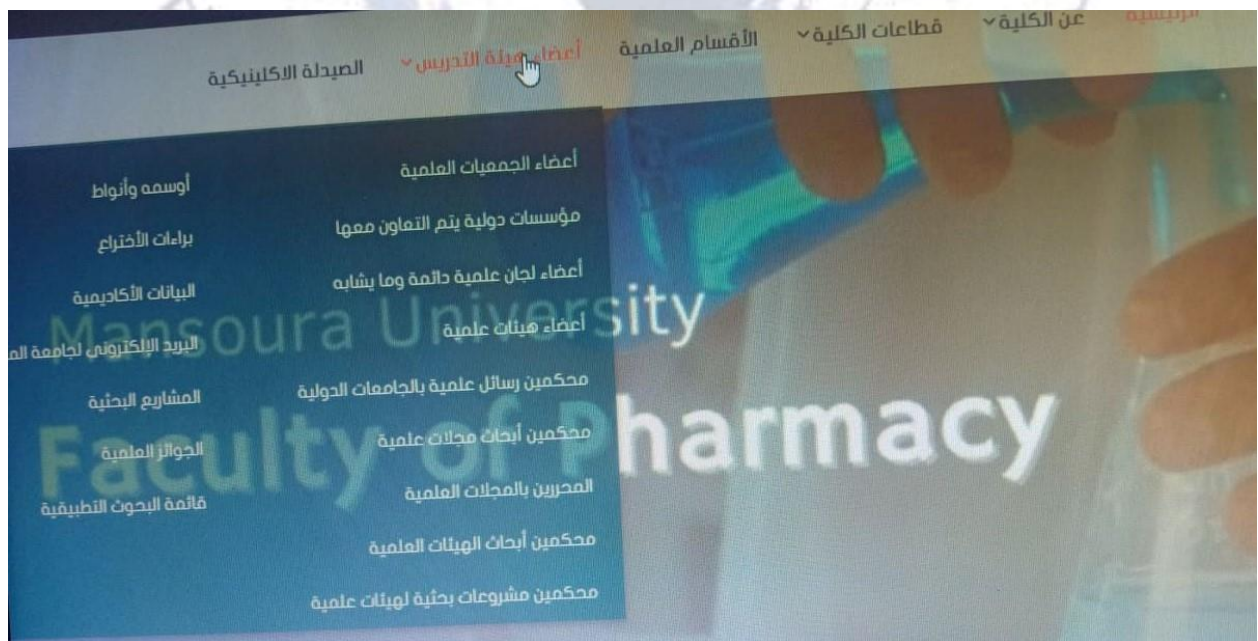 الرئيسية
عن الكلية
قطاعات الكلية
الأقسام العلمية
أعضاء هيئة التدريس
الصيدلة الاكلينيكية
أعضاء الجمعيات العلمية
مؤسسات دولية يتم التعاون معها
أعضاء لجان علمية دائمة وما يشابه
أعضاء هيئات علمية
محكمين رسائل علمية بالجامعات الدولية
محكمين أبحاث مجلات علمية
المحررين بالمجلات العلمية
محكمين أبحاث الهيئات العلمية
محكمين مشروعات بحثية لهيئات علمية
أوسمه وأنواط
براءات الأختراع
البيانات الأكاديمية
البريد الإلكتروني لجامعة
المشاريع البحثية
الجوائز العلمية
قائمة البحوث التطبيقية
Mansoura University
Faculty of Pharmacy